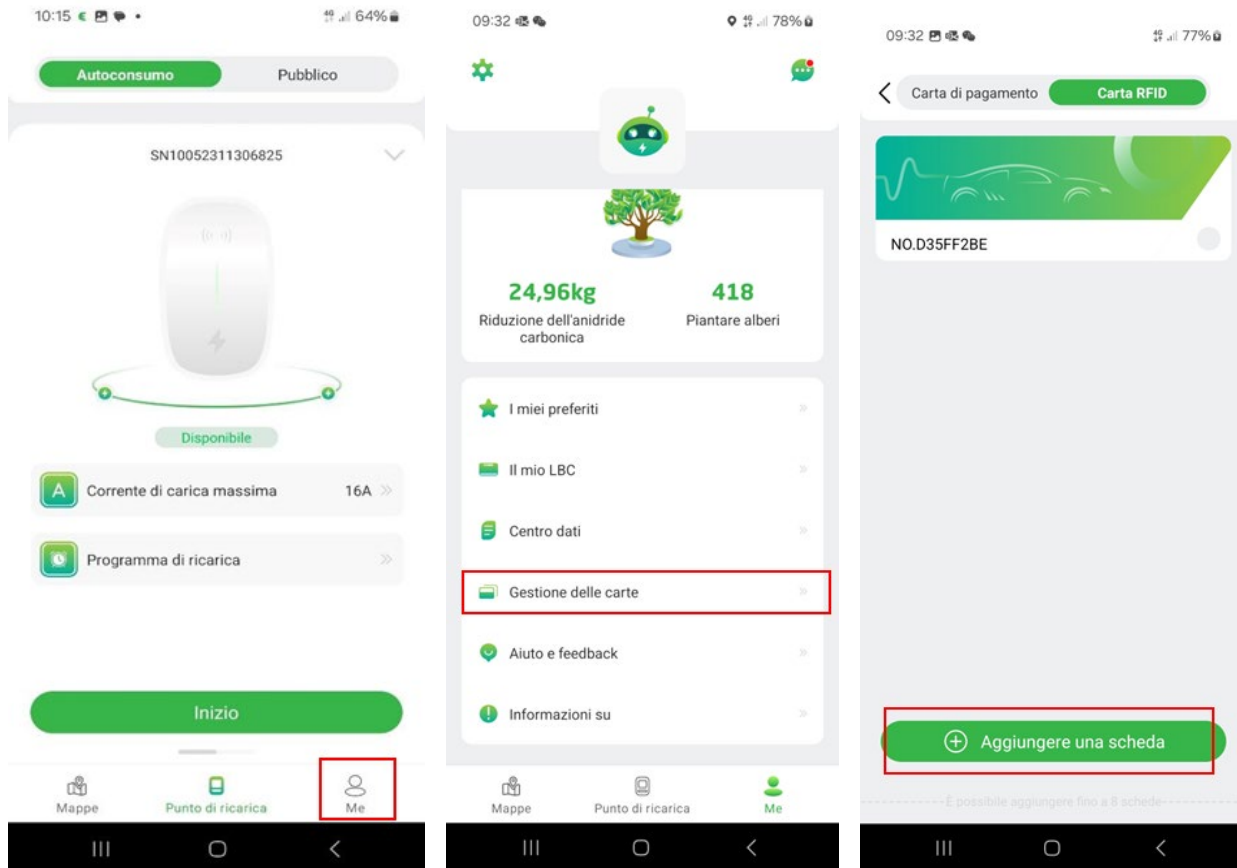 10:15 € 64%
Autoconsumo Pubblico
SN10052311306825
Disponibile
A Corrente di carica massima 16A
Programma di ricarica
Inizio
Mappe Punto di ricarica Me
09:32 4G 78%
24,96kg 418
Riduzione dell'anidride Piantare alberi
carbonica
I miei preferiti
Il mio LBC
Centro dati
Gestione delle carte
Aiuto e feedback
Informazioni su
Mappe Punto di ricarica Me
09:32 4G 77%
Carta di pagamento Carta RFID
NO.D35FF2BE
Aggiungere una scheda
È possibile aggiungere fino a 8 schede